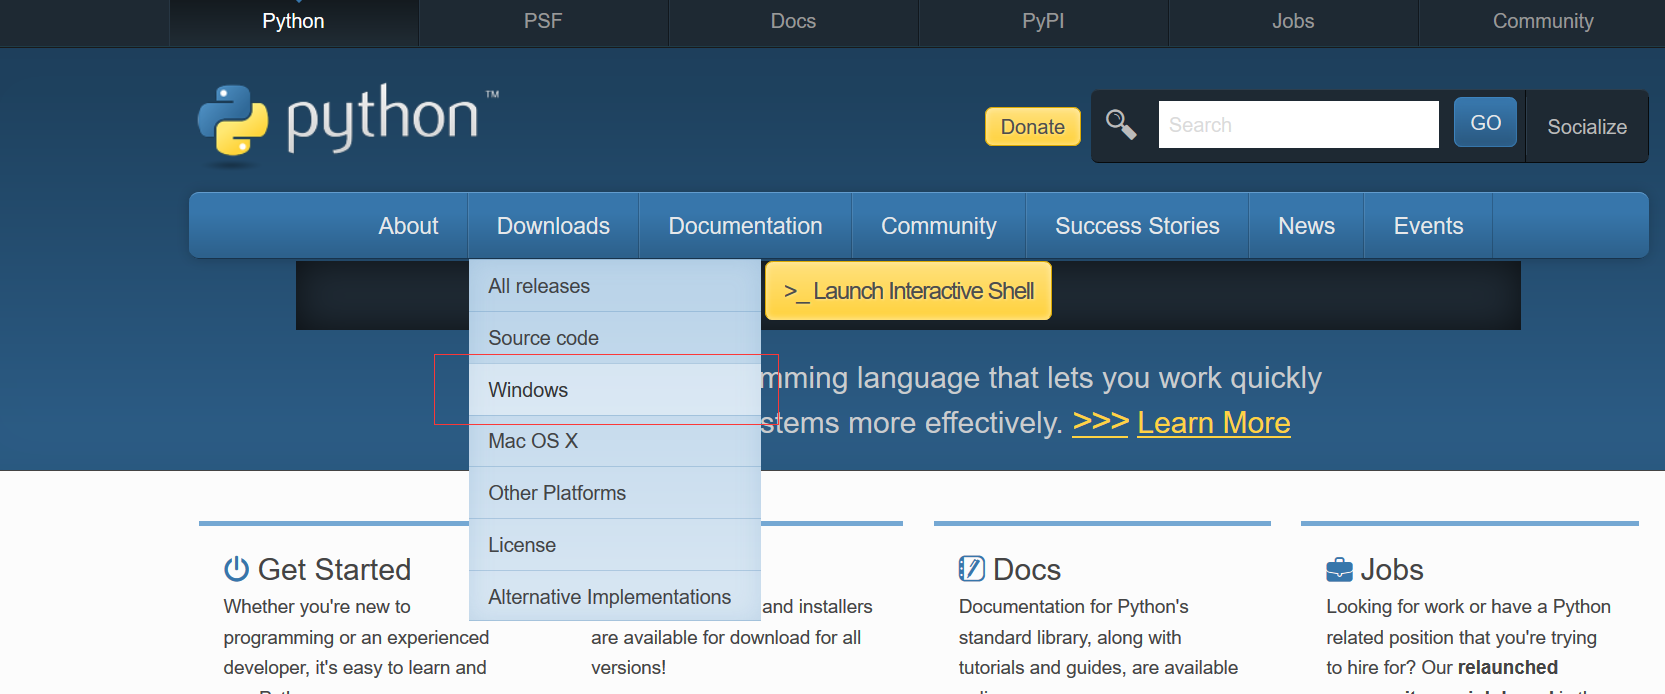 Python PSF Docs PyPI Jobs Community
python™
Donate Search GO Socialize
About Downloads Documentation Community Success Stories News Events
All releases
>_ Launch Interactive Shell
Source code
Windows
mming language that lets you work quickly
stems more effectively. >>> Learn More
Mac OS X
Other Platforms
License
Alternative Implementations
Get Started
Whether you're new to
programming or an experienced
developer, it's easy to learn and
and installers
are available for download for all
versions!
Docs
Documentation for Python's
standard library, along with
tutorials and guides, are available
Jobs
Looking for work or have a Python
related position that you're trying
to hire for? Our relaunched